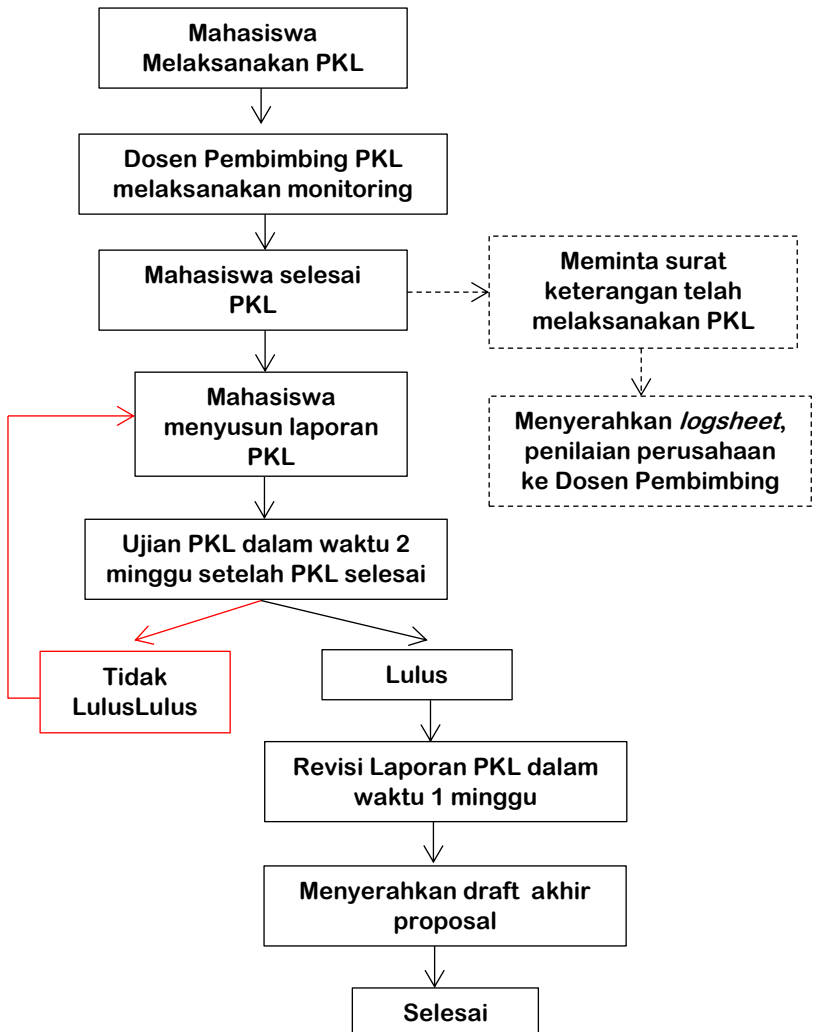 Mahasiswa
Melaksanakan PKL
Dosen Pembimbing PKL
melaksanakan monitoring
Mahasiswa selesai
PKL
Meminta surat
keterangan telah
melaksanakan PKL
Mahasiswa
menyusun laporan
PKL
Menyerahkan logsheet,
penilaian perusahaan
ke Dosen Pembimbing
Ujian PKL dalam waktu 2
minggu setelah PKL selesai
Tidak
LulusLulus
Lulus
Revisi Laporan PKL dalam
waktu 1 minggu
Menyerahkan draft akhir
proposal
Selesai